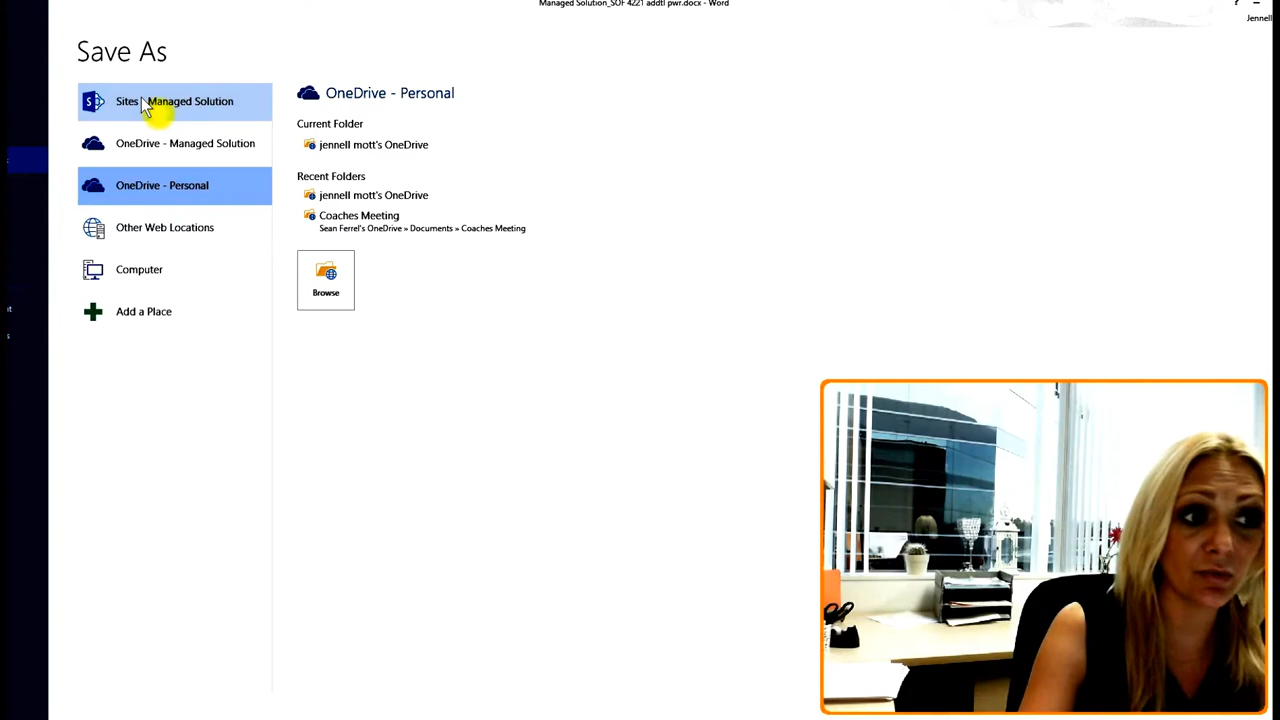 Managed Solution_SOF 4221 addtl pwr.docx - Word
?
Jennell
Save As
Sites - Managed Solution
OneDrive - Managed Solution
OneDrive - Personal
Other Web Locations
Computer
Add a Place
OneDrive - Personal
Current Folder
jennell mott's OneDrive
Recent Folders
jennell mott's OneDrive
Coaches Meeting
Sean Ferrel's OneDrive » Documents » Coaches Meeting
Browse